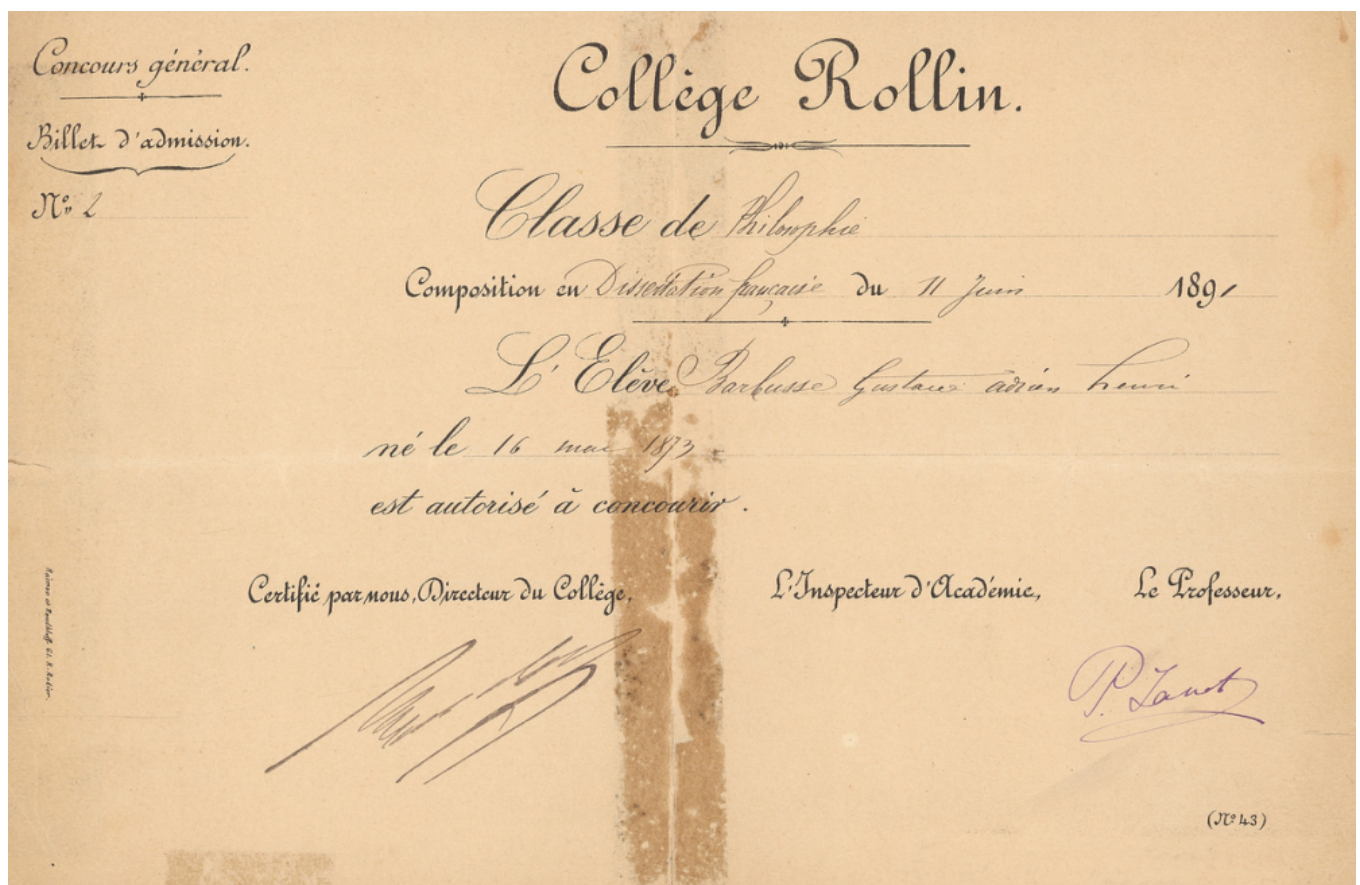 Concours général.
Billet d'admission.
N° 2
Collège Rollin.
Classe de Philosophie
Composition en Dissertation française du 11 Juin 1891
L'Elève Barbusse Gustave adrien henri
né le 16 mai 1873
est autorisé à concourir.
Certifié par nous, Directeur du Collège,
L'Inspecteur d'Académie,
Le Professeur,
P. Janet
(N° 43)